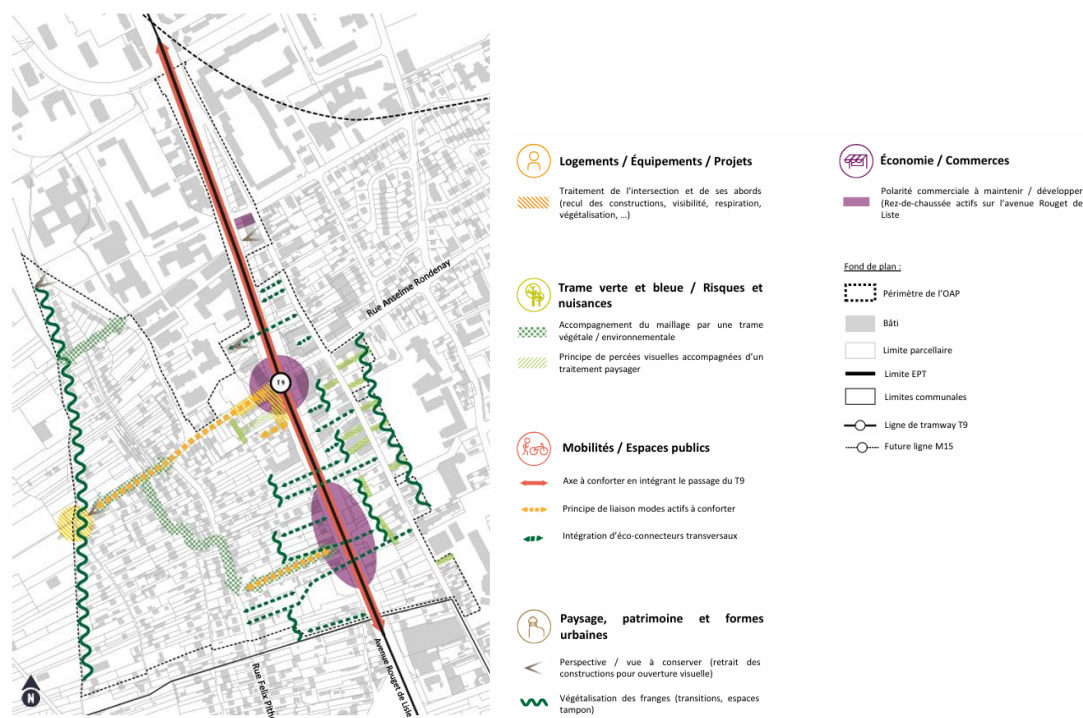 Rue Anselme Rondenay
T 9
Avenue Rouget de Lisle
Rue Felix Pith
N
Logements / Équipements / Projets
Traitement de l'intersection et de ses abords
(recul des constructions, visibilité, respiration,
végétalisation, ...)
Trame verte et bleue / Risques et
nuisances
Accompagnement du maillage par une trame
végétale / environnementale
Principe de percées visuelles accompagnées d'un
traitement paysager
Mobilités / Espaces publics
Axe à conforter en intégrant le passage du T9
Principe de liaison modes actifs à conforter
Intégration d'éco-connecteurs transversaux
Paysage, patrimoine et formes
urbaines
Perspective / vue à conserver (retrait des
constructions pour ouverture visuelle)
Végétalisation des franges (transitions, espaces
tampon)
Économie / Commerces
Polarité commerciale à maintenir / développer
(Rez-de-chaussée actifs sur l'avenue Rouget de
Liste
Fond de plan :
Périmètre de l'OAP
Bâti
Limite parcellaire
Limite EPT
Limites communales
Ligne de tramway T9
Future ligne M15